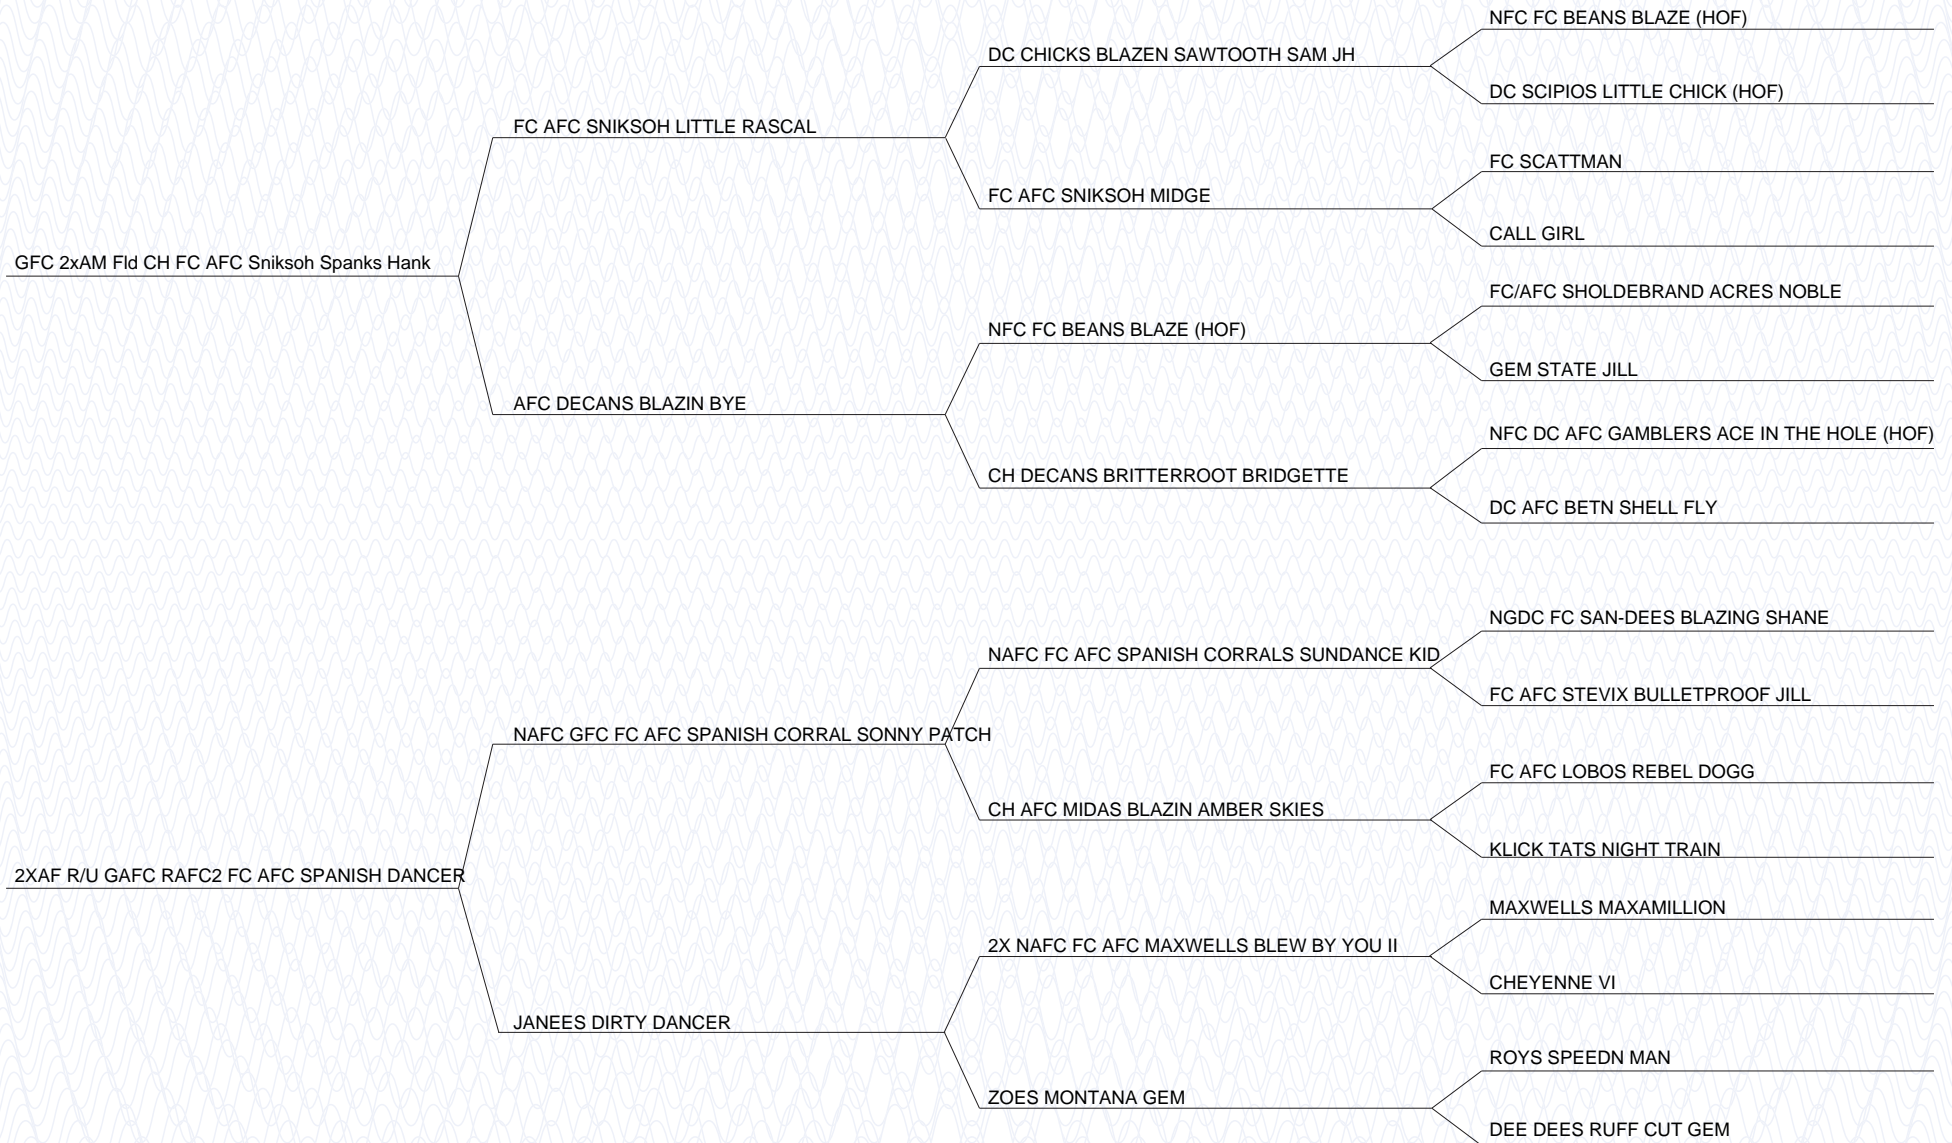 NFC FC BEANS BLAZE (HOF)
DC CHICKS BLAZEN SAWTOOTH SAM JH
DC SCIPIOS LITTLE CHICK (HOF)
FC AFC SNIKSOH LITTLE RASCAL
FC SCATTMAN
FC AFC SNIKSOH MIDGE
CALL GIRL
GFC 2xAM Fld CH FC AFC Sniksoh Spanks Hank
FC/AFC SHOLDEBRAND ACRES NOBLE
NFC FC BEANS BLAZE (HOF)
GEM STATE JILL
AFC DECANS BLAZIN BYE
NFC DC AFC GAMBLERS ACE IN THE HOLE (HOF)
CH DECANS BRITTERROOT BRIDGETTE
DC AFC BETN SHELL FLY
NGDC FC SAN-DEES BLAZING SHANE
NAFC FC AFC SPANISH CORRALS SUNDANCE KID
FC AFC STEVIX BULLETPROOF JILL
NAFC GFC FC AFC SPANISH CORRAL SONNY PATCH
FC AFC LOBOS REBEL DOGG
CH AFC MIDAS BLAZIN AMBER SKIES
KLICK TATS NIGHT TRAIN
2XAF R/U GAFC RAFC2 FC AFC SPANISH DANCER
MAXWELLS MAXAMILLION
2X NAFC FC AFC MAXWELLS BLEW BY YOU II
CHEYENNE VI
JANEES DIRTY DANCER
ROYS SPEEDN MAN
ZOES MONTANA GEM
DEE DEES RUFF CUT GEM